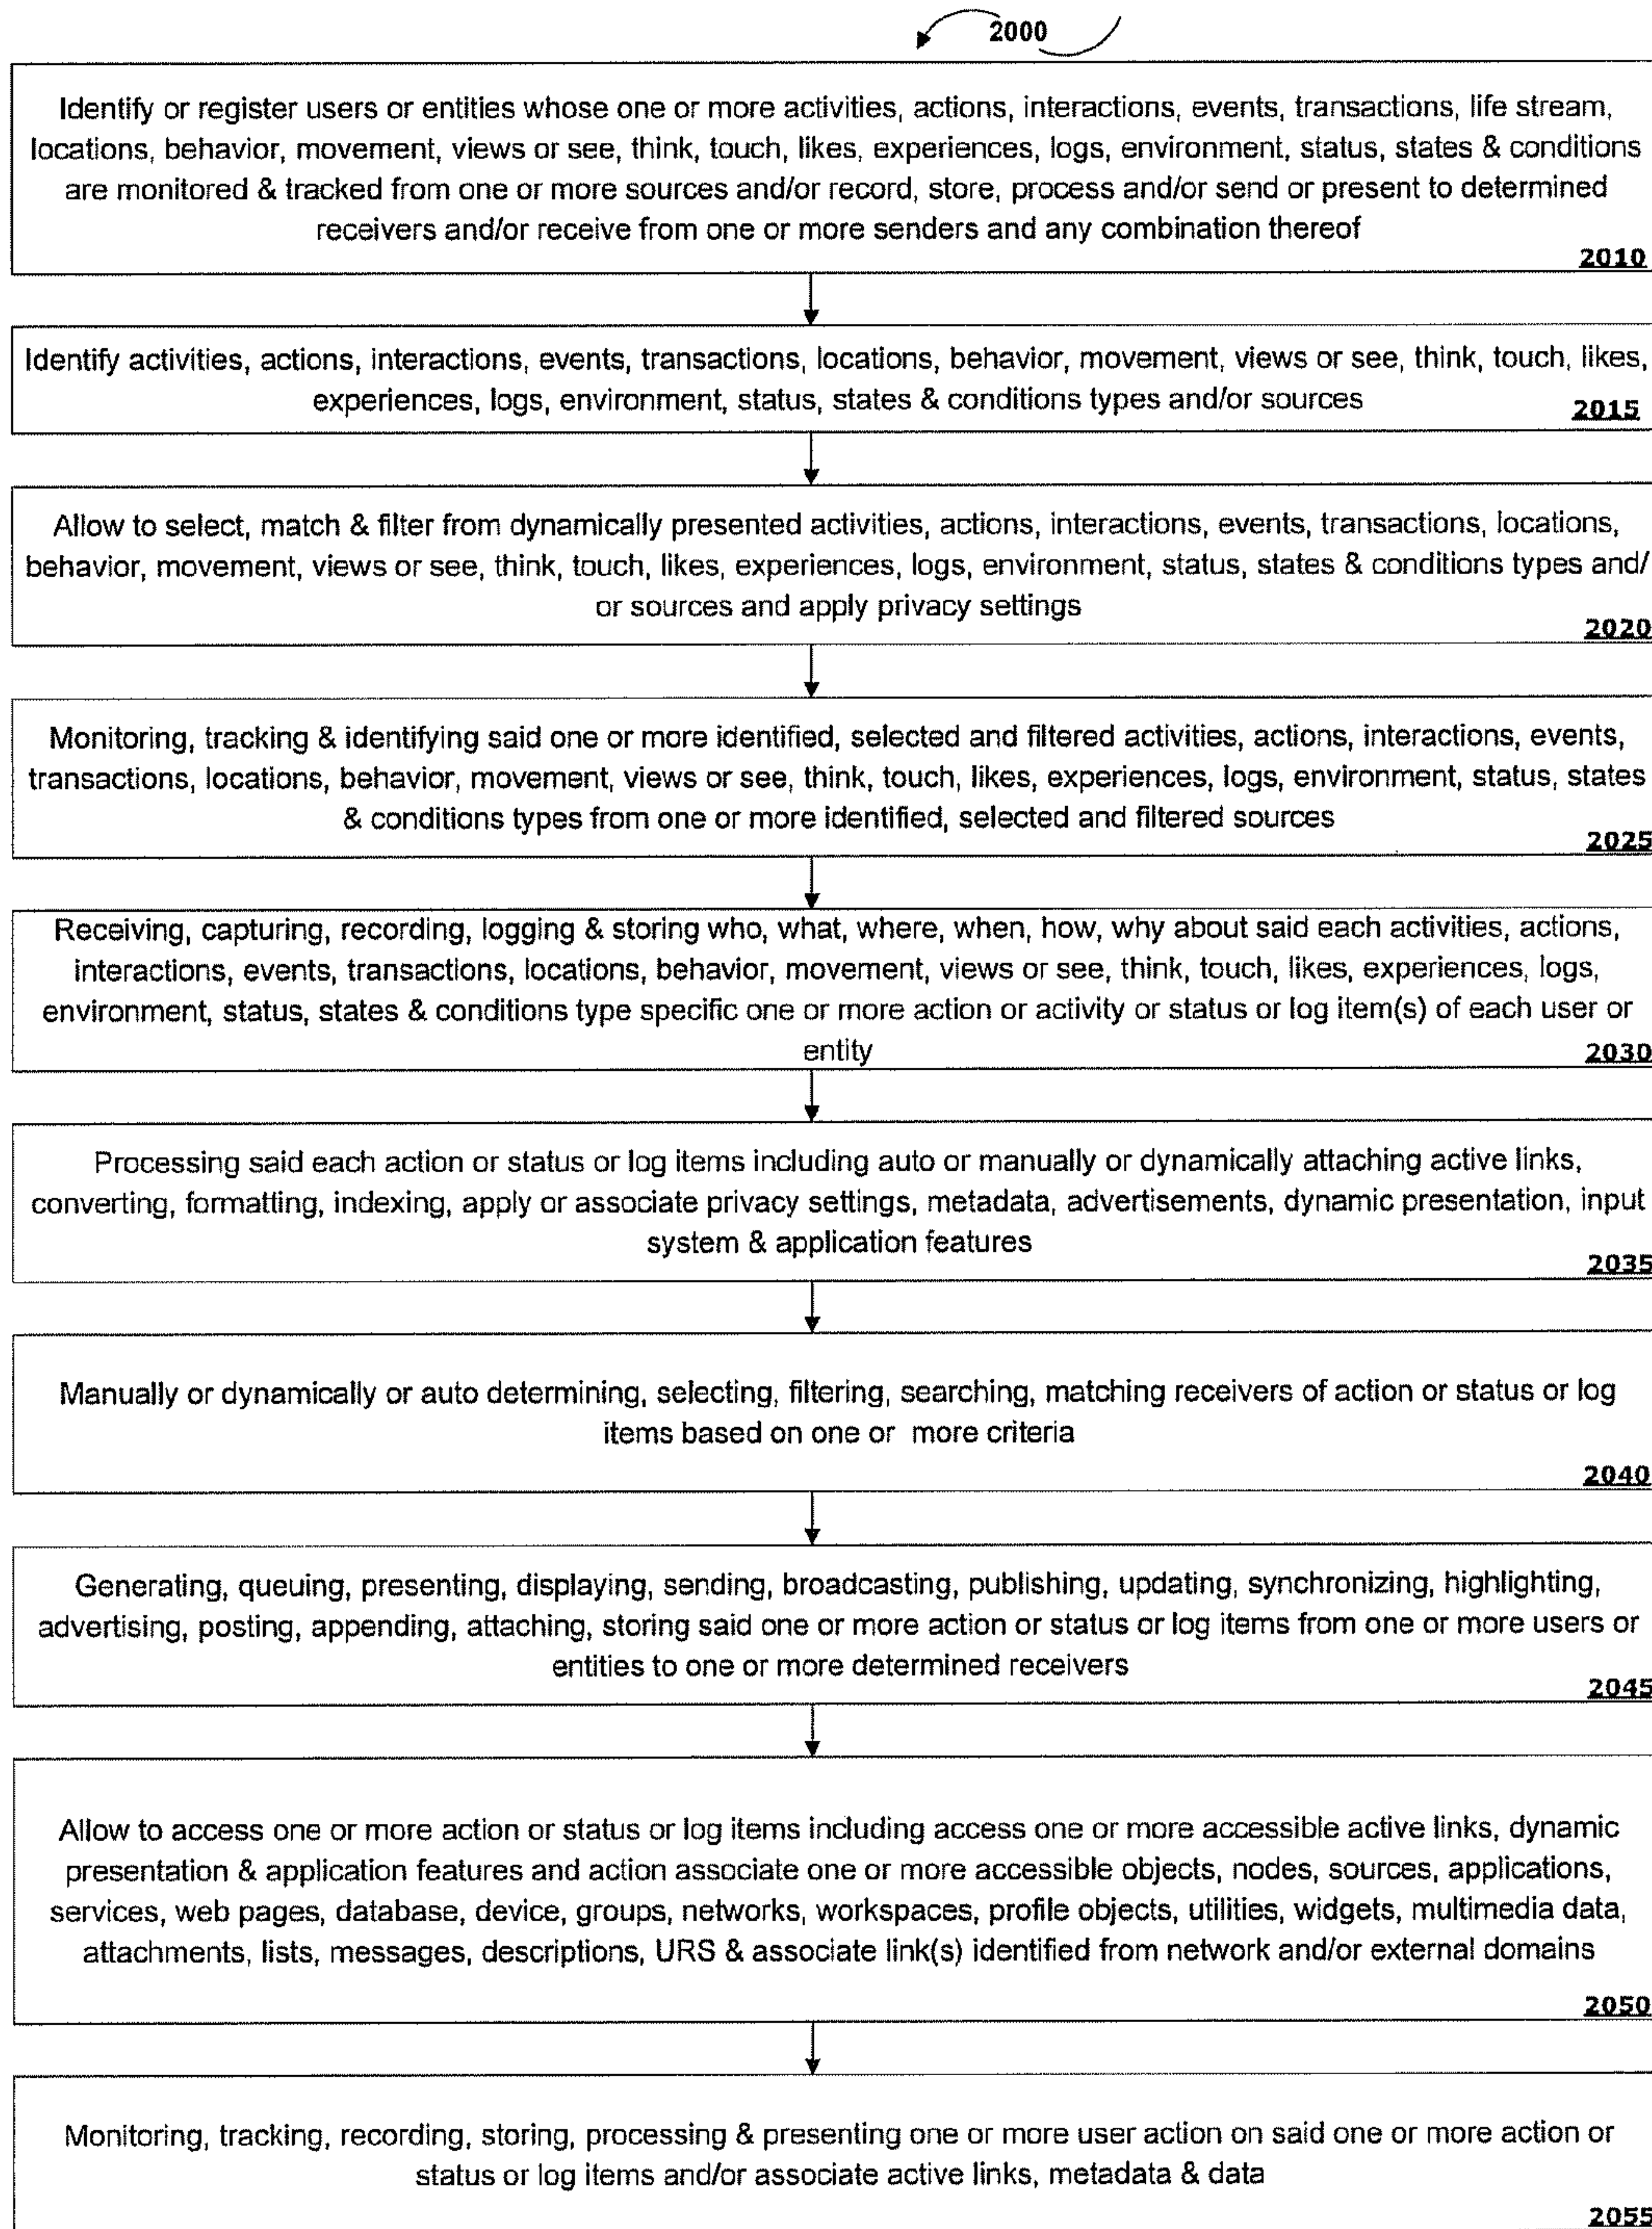 2000
Identify or register users or entities whose one or more activities, actions, interactions, events, transactions, life stream,
locations, behavior, movement, views or see, think, touch, likes, experiences, logs, environment, status, states & conditions
are monitored & tracked from one or more sources and/or record, store, process and/or send or present to determined
receivers and/or receive from one or more senders and any combination thereof
2010
Identify activities, actions, interactions, events, transactions, locations, behavior, movement, views or see, think, touch, likes,
experiences, logs, environment, status, states & conditions types and/or sources
2015
Allow to select, match & filter from dynamically presented activities, actions, interactions, events, transactions, locations,
behavior, movement, views or see, think, touch, likes, experiences, logs, environment, status, states & conditions types and/
or sources and apply privacy settings
2020
Monitoring, tracking & identifying said one or more identified, selected and filtered activities, actions, interactions, events,
transactions, locations, behavior, movement, views or see, think, touch, likes, experiences, logs, environment, status, states
& conditions types from one or more identified, selected and filtered sources
2025
Receiving, capturing, recording, logging & storing who, what, where, when, how, why about said each activities, actions,
interactions, events, transactions, locations, behavior, movement, views or see, think, touch, likes, experiences, logs,
environment, status, states & conditions type specific one or more action or activity or status or log item(s) of each user or
entity
2030
Processing said each action or status or log items including auto or manually or dynamically attaching active links,
converting, formatting, indexing, apply or associate privacy settings, metadata, advertisements, dynamic presentation, input
system & application features
2035
Manually or dynamically or auto determining, selecting, filtering, searching, matching receivers of action or status or log
items based on one or more criteria
2040
Generating, queuing, presenting, displaying, sending, broadcasting, publishing, updating, synchronizing, highlighting,
advertising, posting, appending, attaching, storing said one or more action or status or log items from one or more users or
entities to one or more determined receivers
2045
Allow to access one or more action or status or log items including access one or more accessible active links, dynamic
presentation & application features and action associate one or more accessible objects, nodes, sources, applications,
services, web pages, database, device, groups, networks, workspaces, profile objects, utilities, widgets, multimedia data,
attachments, lists, messages, descriptions, URS & associate link(s) identified from network and/or external domains
2050
Monitoring, tracking, recording, storing, processing & presenting one or more user action on said one or more action or
status or log items and/or associate active links, metadata & data
2055